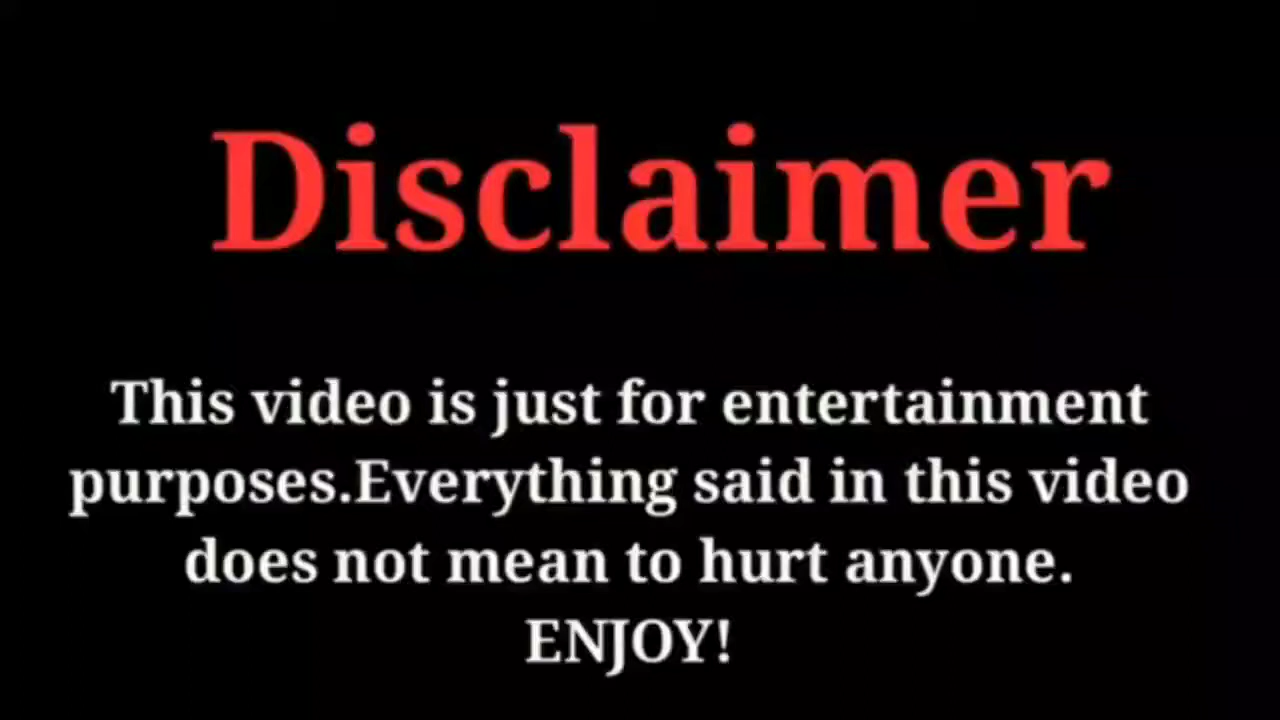 Disclaimer
This video is just for entertainment
purposes.Everything said in this video
does not mean to hurt anyone.
ENJOY!